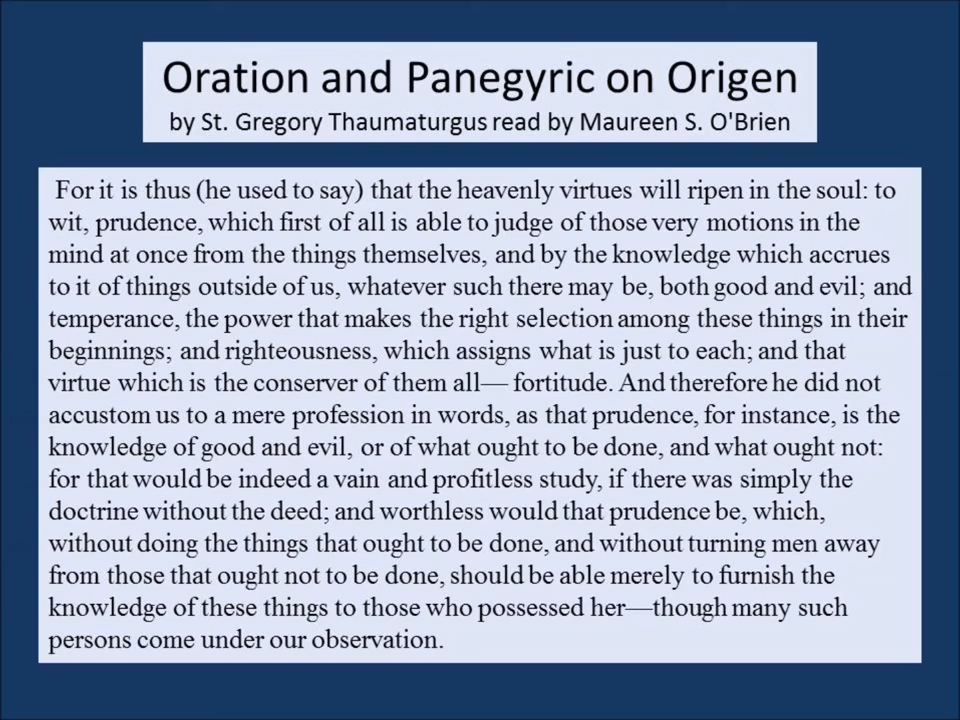 Oration and Panegyric on Origen
by St. Gregory Thaumaturgus read by Maureen S. O'Brien
For it is thus (he used to say) that the heavenly virtues will ripen in the soul: to
wit, prudence, which first of all is able to judge of those very motions in the
mind at once from the things themselves, and by the knowledge which accrues
to it of things outside of us, whatever such there may be, both good and evil; and
temperance, the power that makes the right selection among these things in their
beginnings; and righteousness, which assigns what is just to each; and that
virtue which is the conserver of them all— fortitude. And therefore he did not
accustom us to a mere profession in words, as that prudence, for instance, is the
knowledge of good and evil, or of what ought to be done, and what ought not:
for that would be indeed a vain and profitless study, if there was simply the
doctrine without the deed; and worthless would that prudence be, which,
without doing the things that ought to be done, and without turning men away
from those that ought not to be done, should be able merely to furnish the
knowledge of these things to those who possessed her—though many such
persons come under our observation.